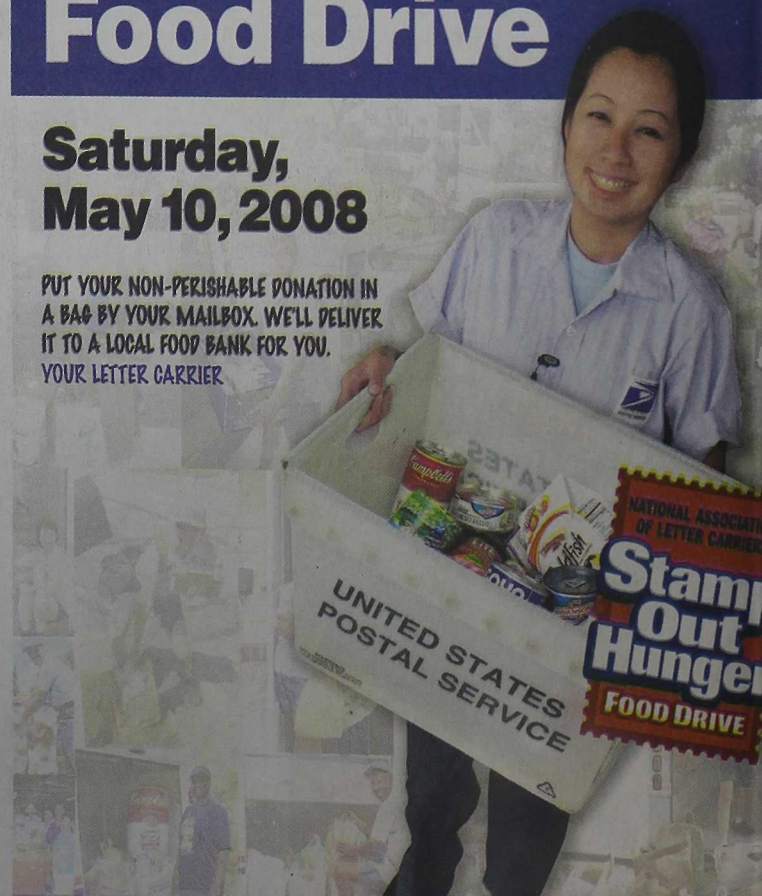 Food Drive
Saturday,
May 10, 2008
PUT YOUR NON-PERISHABLE DONATION IN
A BAG BY YOUR MAILBOX. WE'LL DELIVER
IT TO A LOCAL FOOD BANK FOR YOU.
YOUR LETTER CARRIER
Campbell's
NATIONAL ASSOCIATI
OF LETTER CARRIER
Stamp
Out
Hunger
FOOD DRIVE
UNITED STATES
POSTAL SERVICE